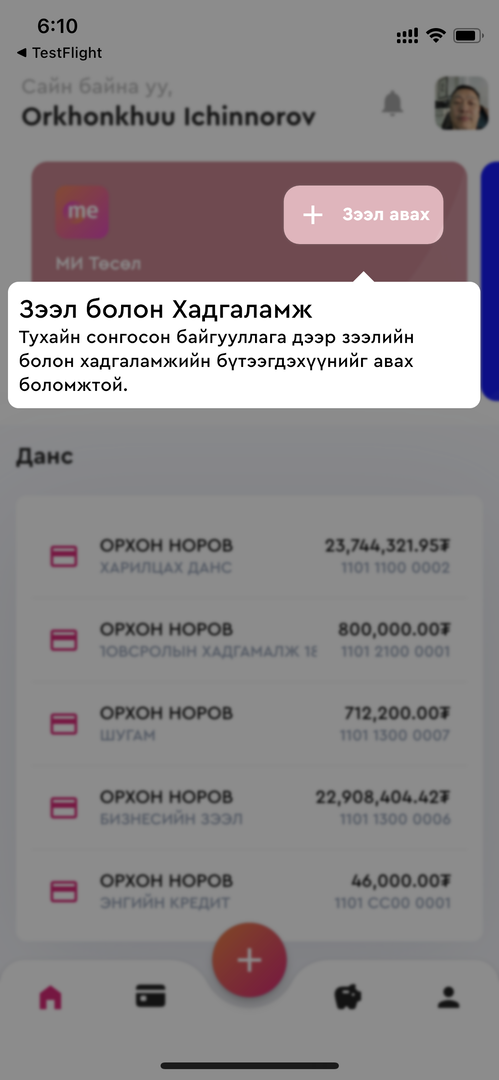 6:10
◀ TestFlight
Сайн байна уу,
Orkhonkhuu Ichinnorov
me
Зээл авах
МИ Төсөл
Зээл болон Хадгаламж
Тухайн сонгосон байгууллага дээр зээлийн
болон хадгаламжийн бүтээгдэхүүнийг авах
боломжтой.
Данс
ОРХОН НОРОВ 23,744,321.95₮
ХАРИЛЦАХ ДАНС 1101 1100 0002
ОРХОН НОРОВ 800,000.00₮
ЮВСРОЛЫН ХАДГАМАЛЖ 1 1101 2100 0001
ОРХОН НОРОВ 712,200.00₮
ШУГАМ 1101 1300 0007
ОРХОН НОРОВ 22,908,404.42₮
БИЗНЕСИЙН ЗЭЭЛ 1101 1300 0006
ОРХОН НОРОВ 46,000.00₮
ЭНГИЙН КРЕДИТ 1101 CC00 0001